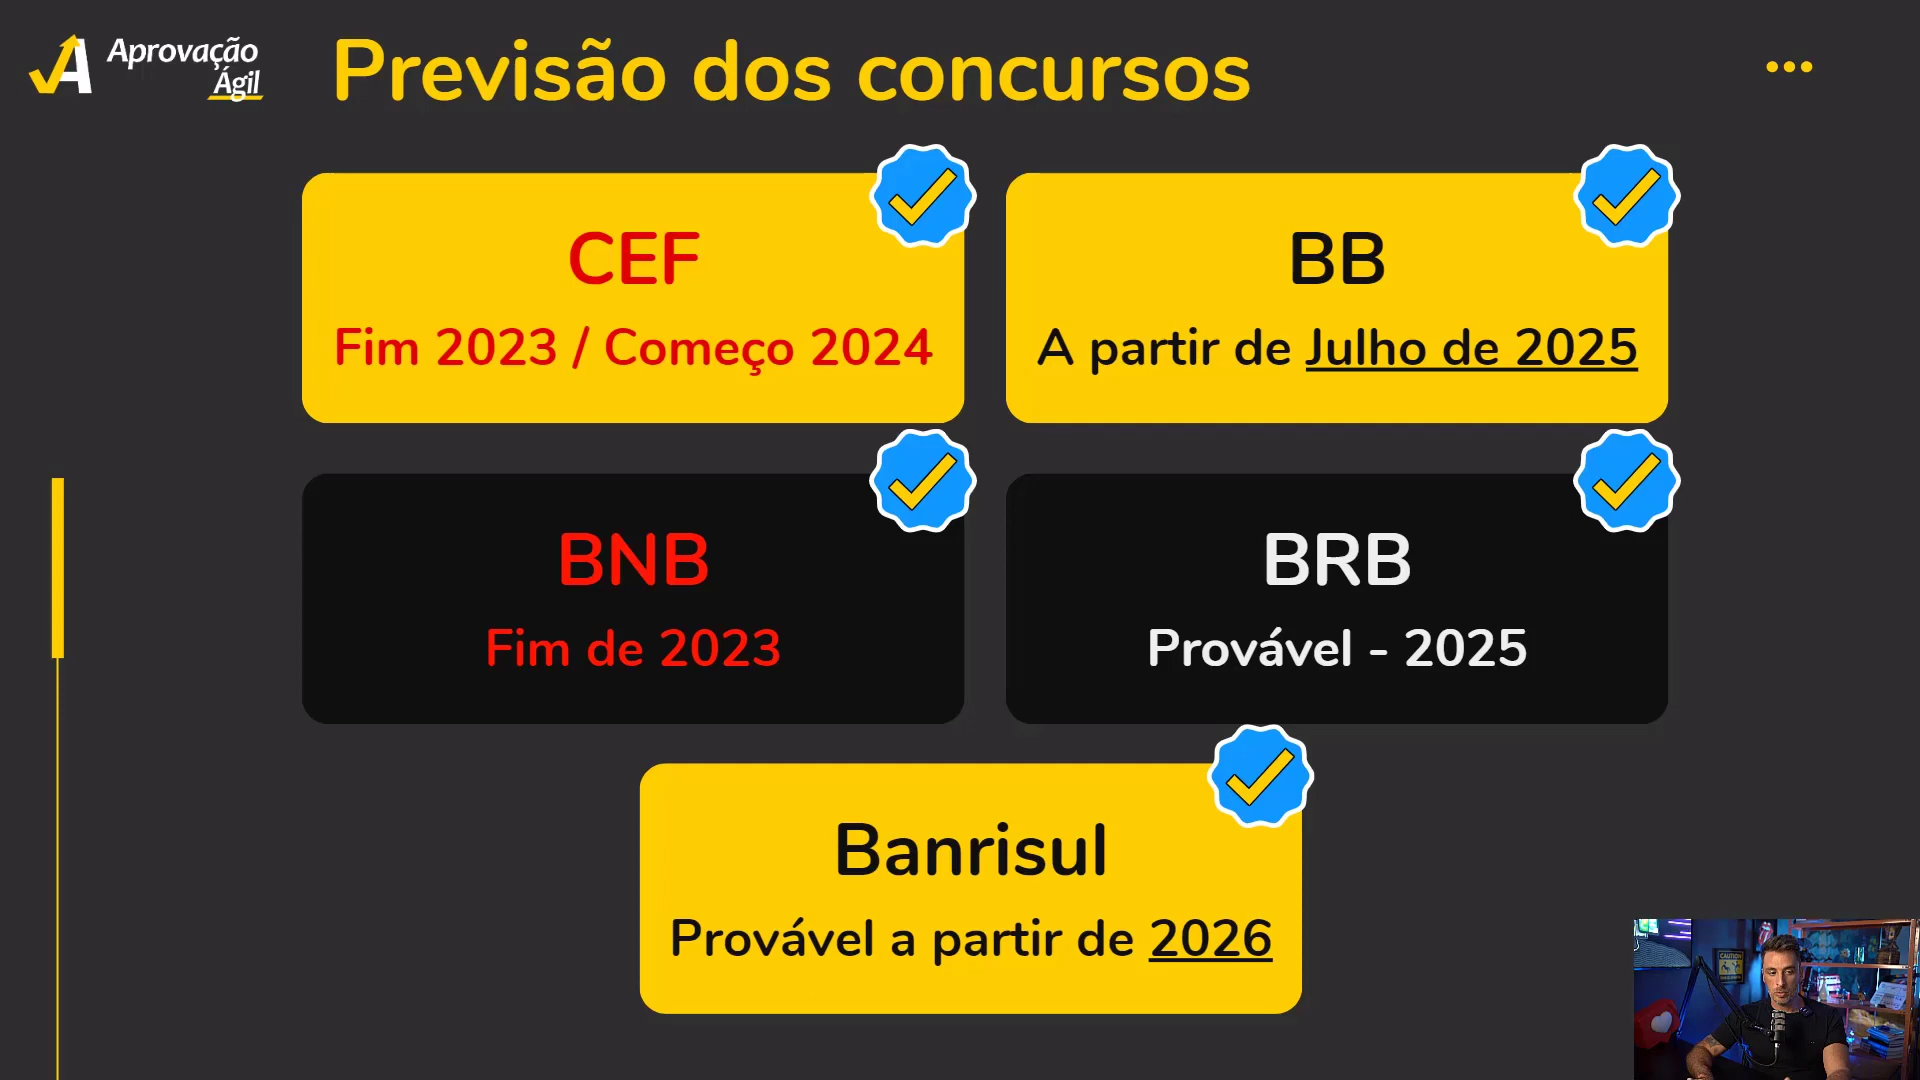 Aprovação
Ágil
Previsão dos concursos
CEF
Fim 2023 / Começo 2024
BB
A partir de Julho de 2025
BNB
Fim de 2023
BRB
Provável - 2025
Banrisul
Provável a partir de 2026
CAUTION